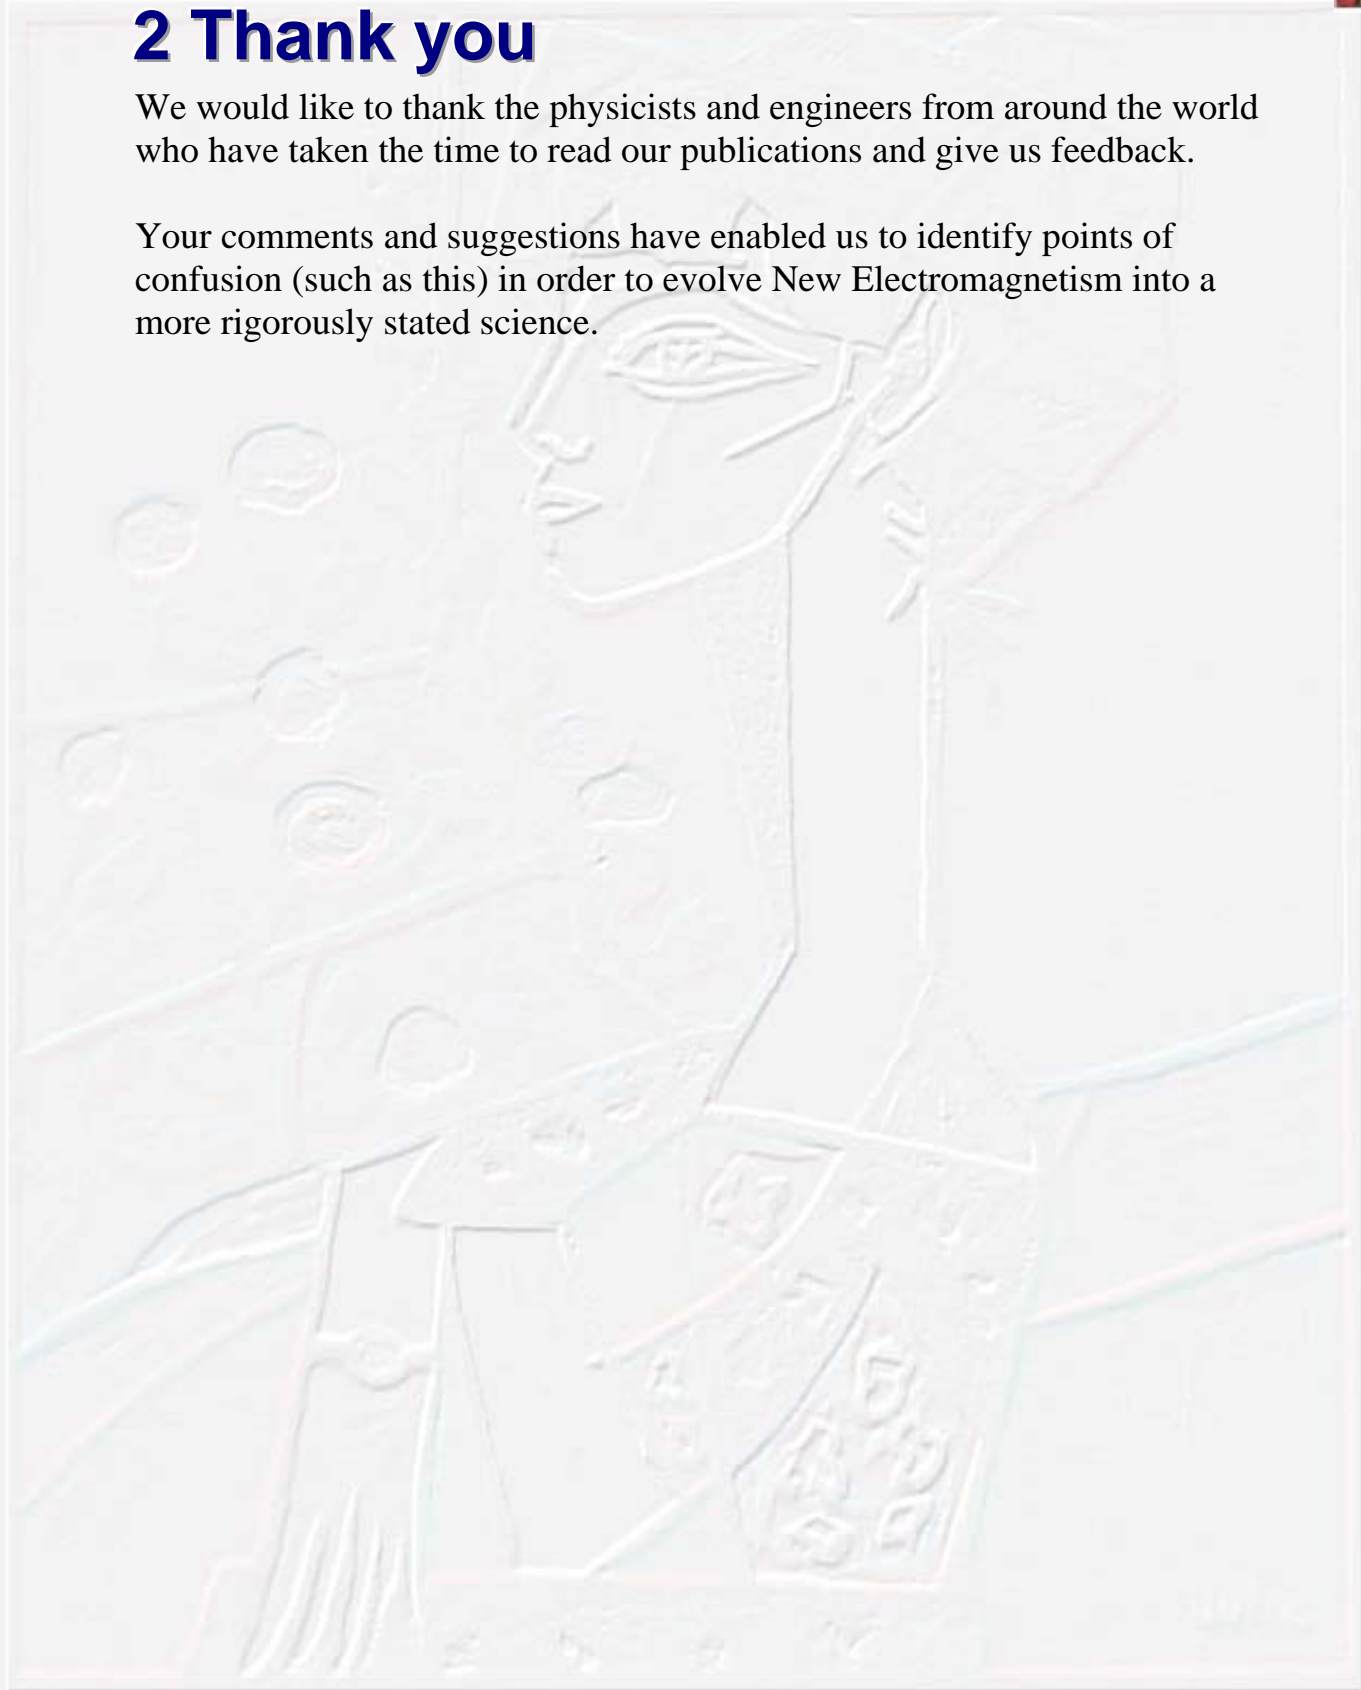 2 Thank you
We would like to thank the physicists and engineers from around the world
who have taken the time to read our publications and give us feedback.
Your comments and suggestions have enabled us to identify points of
confusion (such as this) in order to evolve New Electromagnetism into a
more rigorously stated science.